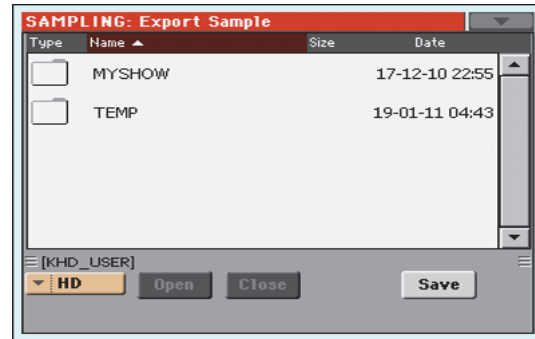 SAMPLING: Export Sample
Type Name Size Date
MYSHOW 17-12-10 22:55
TEMP 19-01-11 04:43
[KHD_USER]
HD Open Close Save